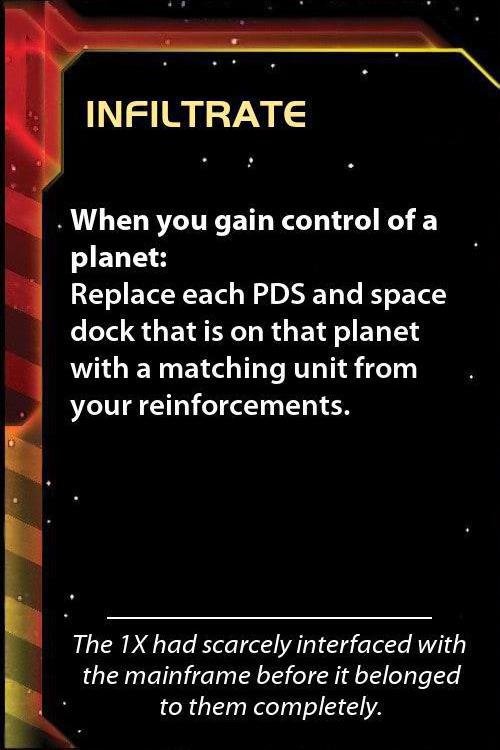 INFILTRATE
When you gain control of a
planet:
Replace each PDS and space
dock that is on that planet
with a matching unit from
your reinforcements.
The 1X had scarcely interfaced with
the mainframe before it belonged
to them completely.